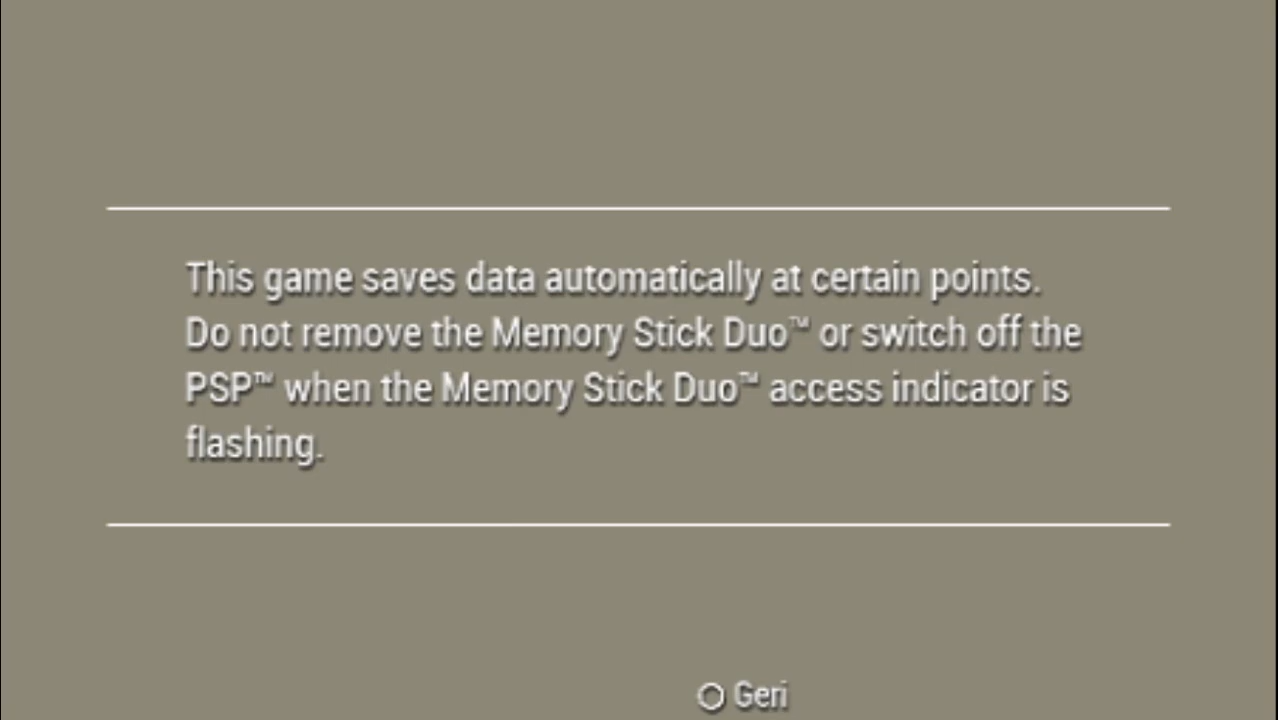 This game saves data automatically at certain points.
Do not remove the Memory Stick Duo™ or switch off the
PSP™ when the Memory Stick Duo™ access indicator is
flashing.
Geri